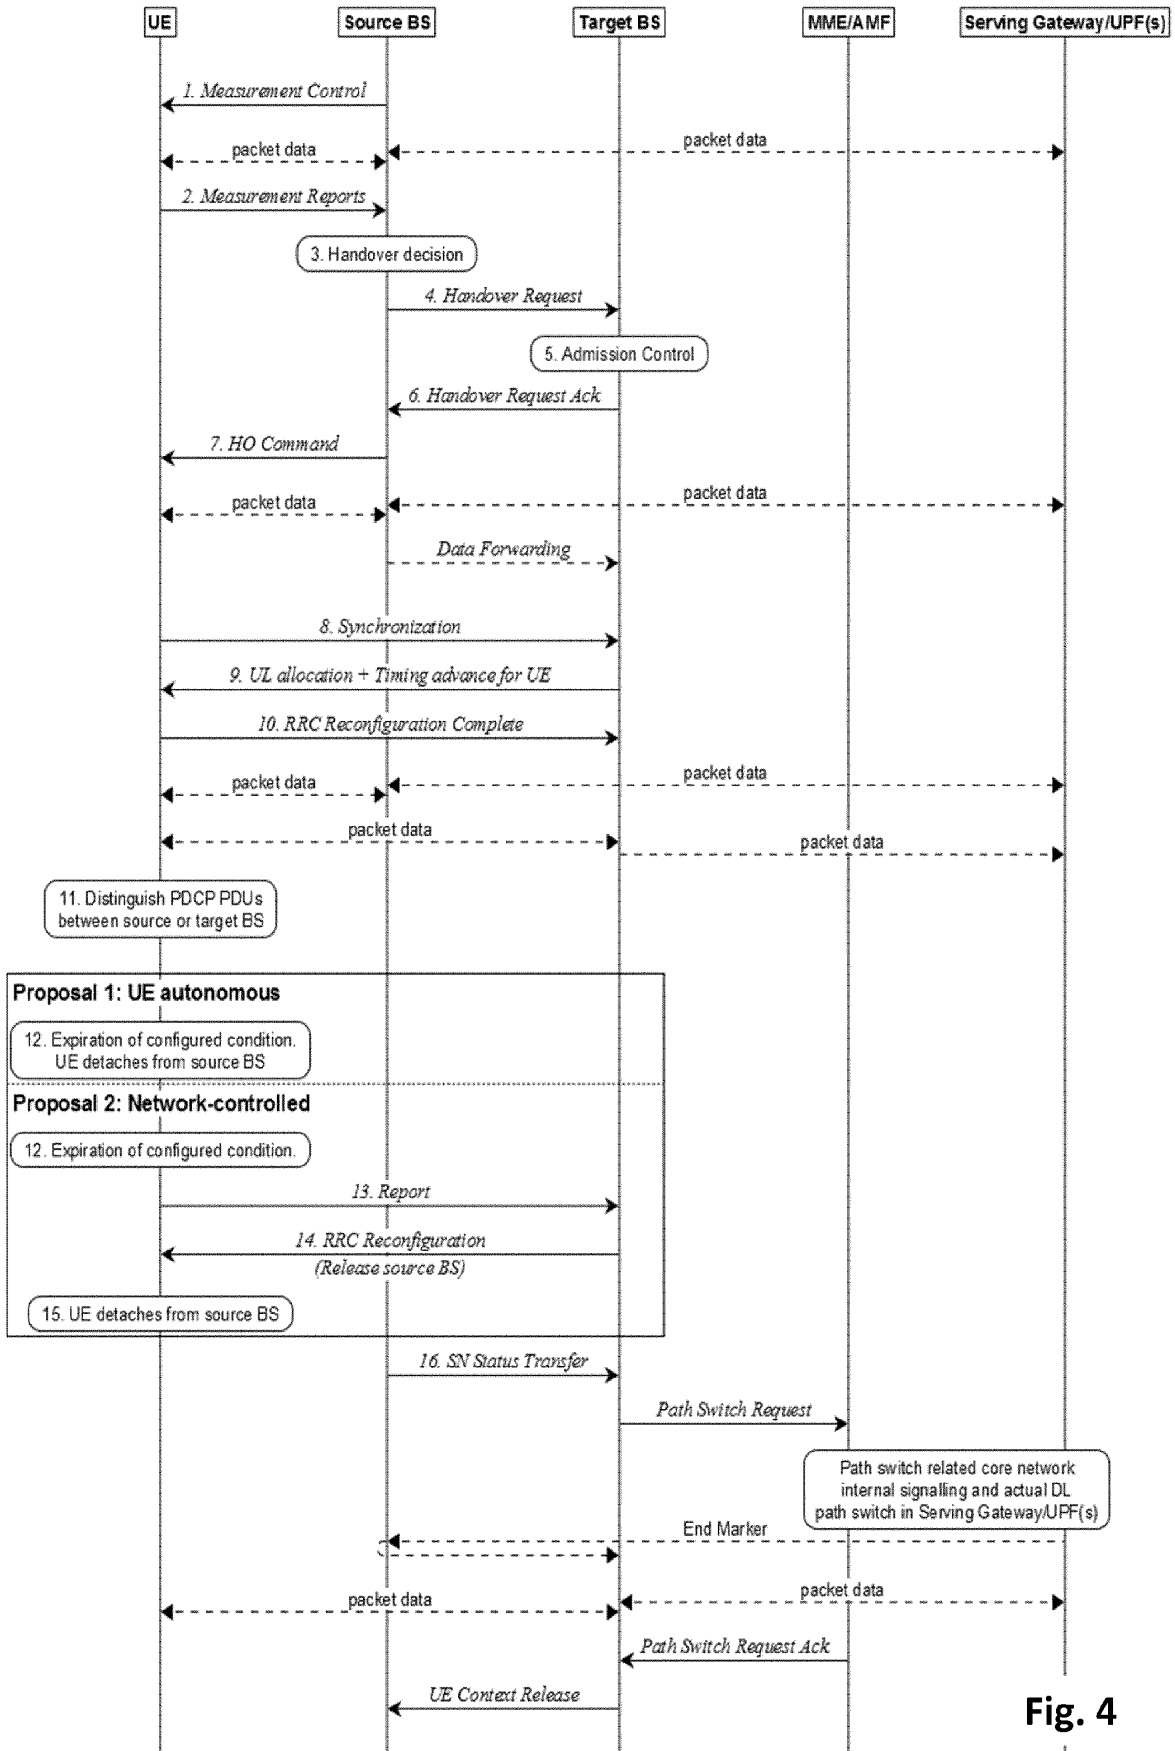 UE
Source BS
Target BS
MME/AMF
Serving Gateway/UPF(s)
1. Measurement Control
packet data
packet data
2. Measurement Reports
3. Handover decision
4. Handover Request
5. Admission Control
6. Handover Request Ack
7. HO Command
packet data
packet data
Data Forwarding
8. Synchronization
9. UL allocation + Timing advance for UE
10. RRC Reconfiguration Complete
packet data
packet data
packet data
packet data
11. Distinguish PDCP PDUs
between source or target BS
Proposal 1: UE autonomous
12. Expiration of configured condition.
UE detaches from source BS
Proposal 2: Network-controlled
12. Expiration of configured condition.
13. Report
14. RRC Reconfiguration
(Release source BS)
15. UE detaches from source BS
16. SN Status Transfer
Path Switch Request
Path switch related core network
internal signalling and actual DL
path switch in Serving Gateway/UPF(s)
End Marker
packet data
packet data
Path Switch Request Ack
UE Context Release
Fig. 4